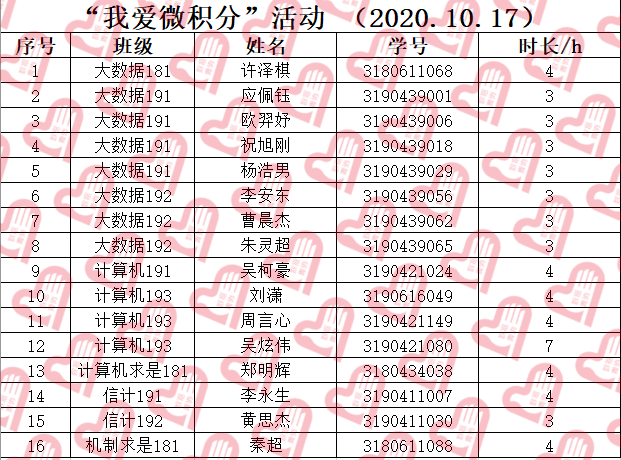 “我爱微积分”活动 （2020.10.17）
序号 班级 姓名 学号 时长/h
1 大数据181 许泽棋 3180611068 4
2 大数据191 应佩钰 3190439001 3
3 大数据191 欧羿妤 3190439006 3
4 大数据191 祝旭刚 3190439018 3
5 大数据191 杨浩男 3190439029 3
6 大数据192 李安东 3190439056 3
7 大数据192 曹晨杰 3190439062 3
8 大数据192 朱灵超 3190439065 3
9 计算机191 吴柯豪 3190421024 4
10 计算机193 刘潇 3190616049 4
11 计算机193 周言心 3190421149 4
12 计算机193 吴炫伟 3190421080 7
13 计算机求是181 郑明辉 3180434038 4
14 信计191 李永生 3190411007 4
15 信计192 黄思杰 3190411030 3
16 机制求是181 秦超 3180611088 4